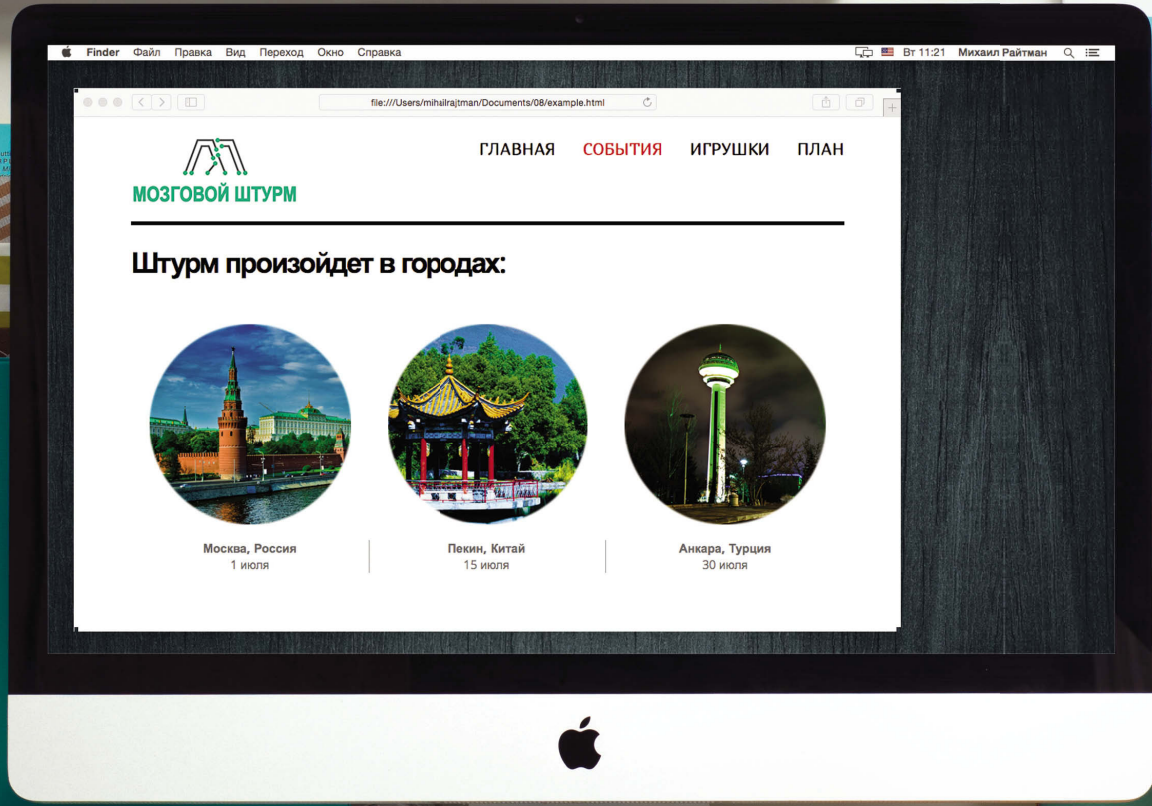 Finder Файл Правка Вид Переход Окно Справка Вт 11:21 Михаил Райтман
file:///Users/mihailrajtman/Documents/08/example.html
МОЗГОВОЙ ШТУРМ
ГЛАВНАЯ СОБЫТИЯ ИГРУШКИ ПЛАН
Штурм произойдет в городах:
Москва, Россия
1 июля
Пекин, Китай
15 июля
Анкара, Турция
30 июля